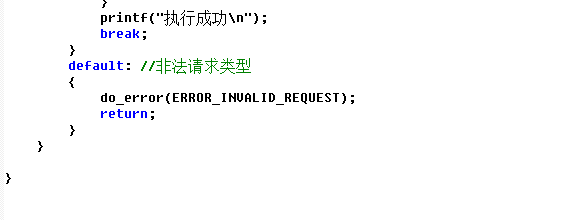 }
printf("执行成功\n");
break;
}
default: //非法请求类型
{
do_error(ERROR_INVALID_REQUEST);
return;
}
}
}